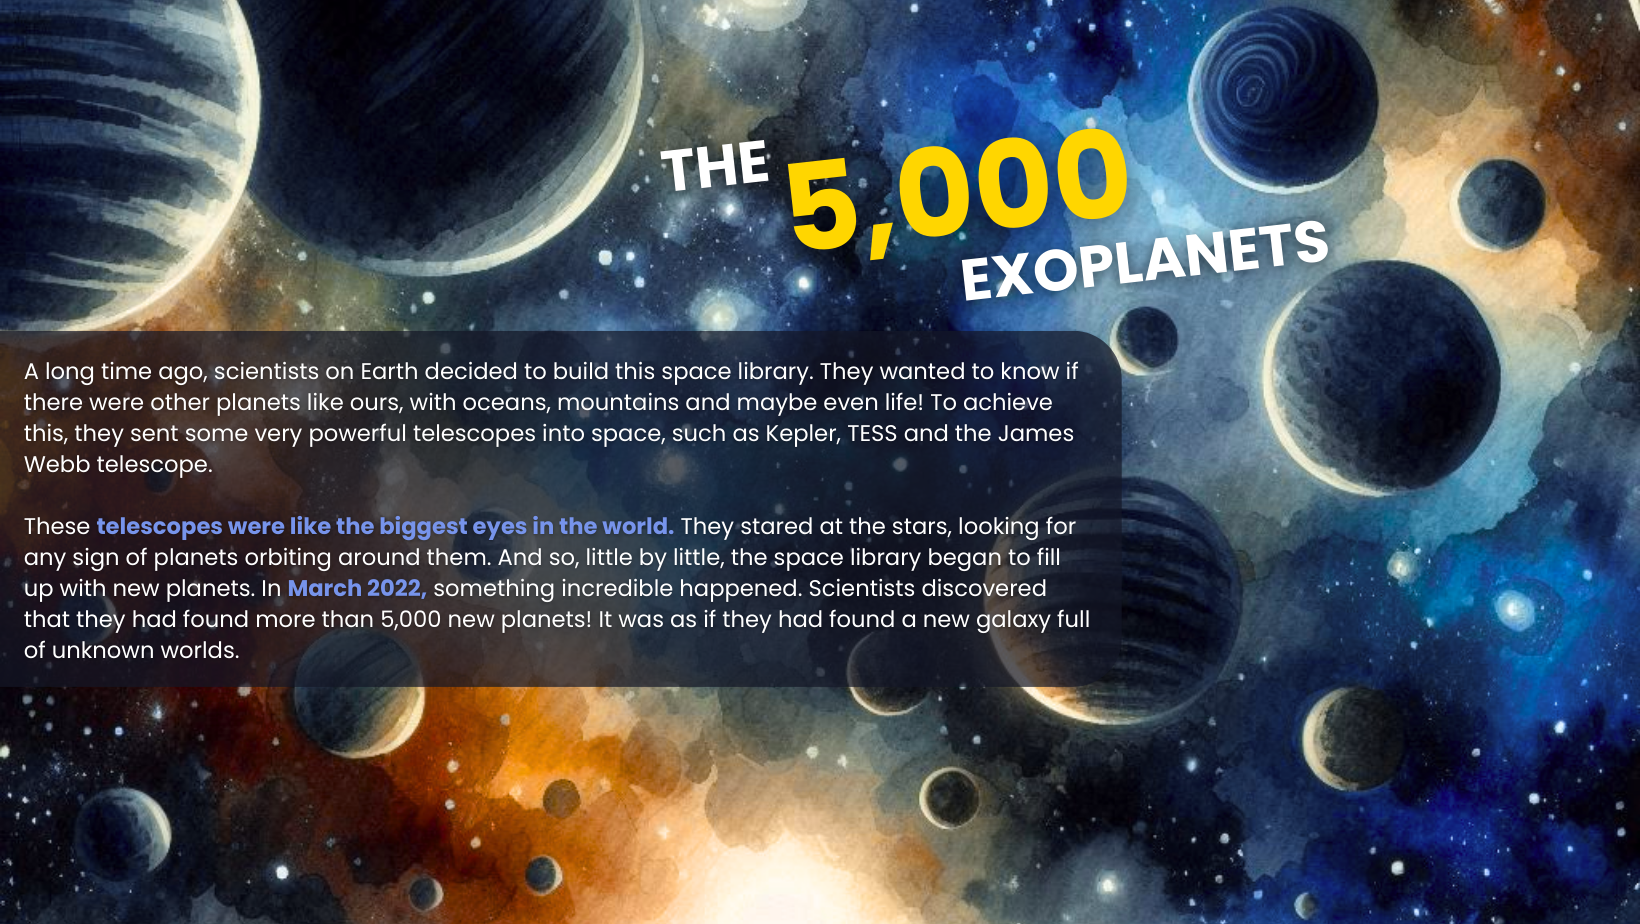 THE
5,000
EXOPLANETS
A long time ago, scientists on Earth decided to build this space library. They wanted to know if
there were other planets like ours, with oceans, mountains and maybe even life! To achieve
this, they sent some very powerful telescopes into space, such as Kepler, TESS and the James
Webb telescope.
These telescopes were like the biggest eyes in the world. They stared at the stars, looking for
any sign of planets orbiting around them. And so, little by little, the space library began to fill
up with new planets. In March 2022, something incredible happened. Scientists discovered
that they had found more than 5,000 new planets! It was as if they had found a new galaxy full
of unknown worlds.